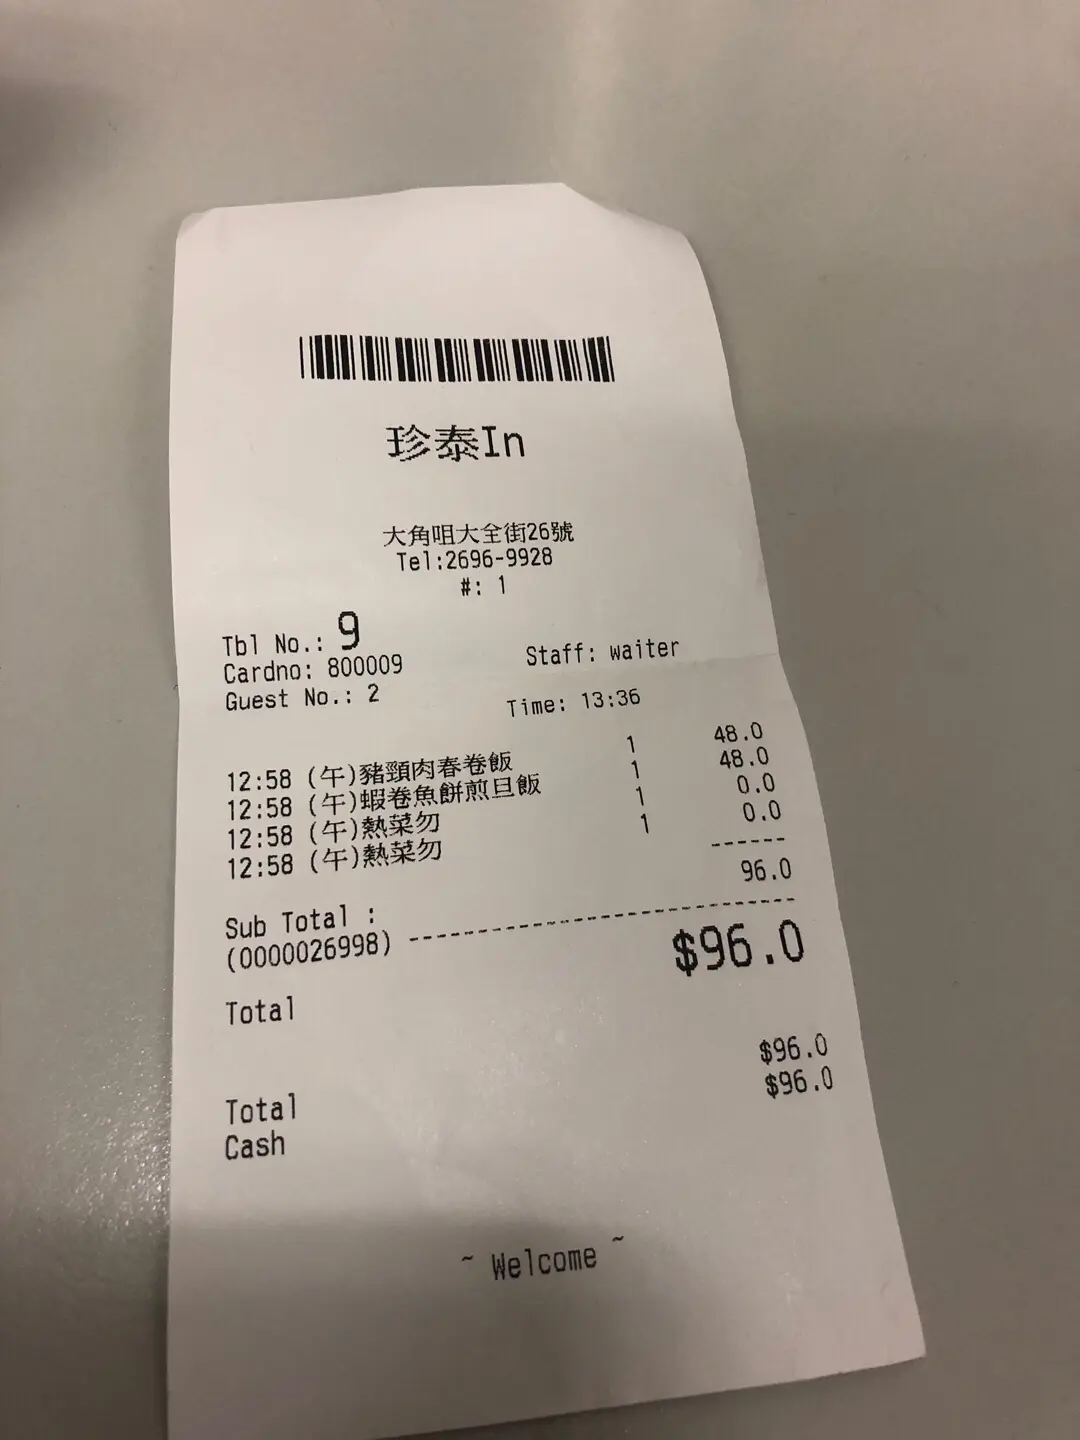 珍泰In
大角咀大全街26號
Tel:2696-9928
#: 1
Tbl No.: 9
Cardno: 800009 Staff: waiter
Guest No.: 2 Time: 13:36
12:58 (午)豬頸肉春卷飯 1 48.0
12:58 (午)蝦卷魚餅煎旦飯 1 48.0
12:58 (午)熱菜勿 1 0.0
12:58 (午)熱菜勿 1 0.0
------
Sub Total : 96.0
(0000026998) ----------------------------
Total $96.0
Total $96.0
Cash $96.0
~ Welcome ~